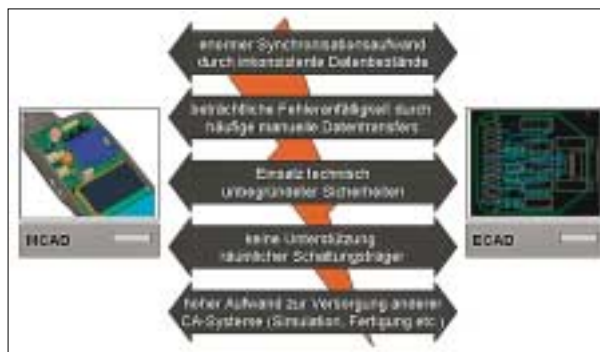 enormer Synchronisationsaufwand
durch inkonsistente Datenbestände
beträchtliche Fehleranfälligkeit durch
häufige manuelle Datentransfers
Einsatz technisch
unbegründeter Sicherheiten
keine Unterstützung
räumlicher Schaltungsträger
hoher Aufwand zur Versorgung anderer
CA-Systeme (Simulation, Fertigung etc.)
MCAD
ECAD